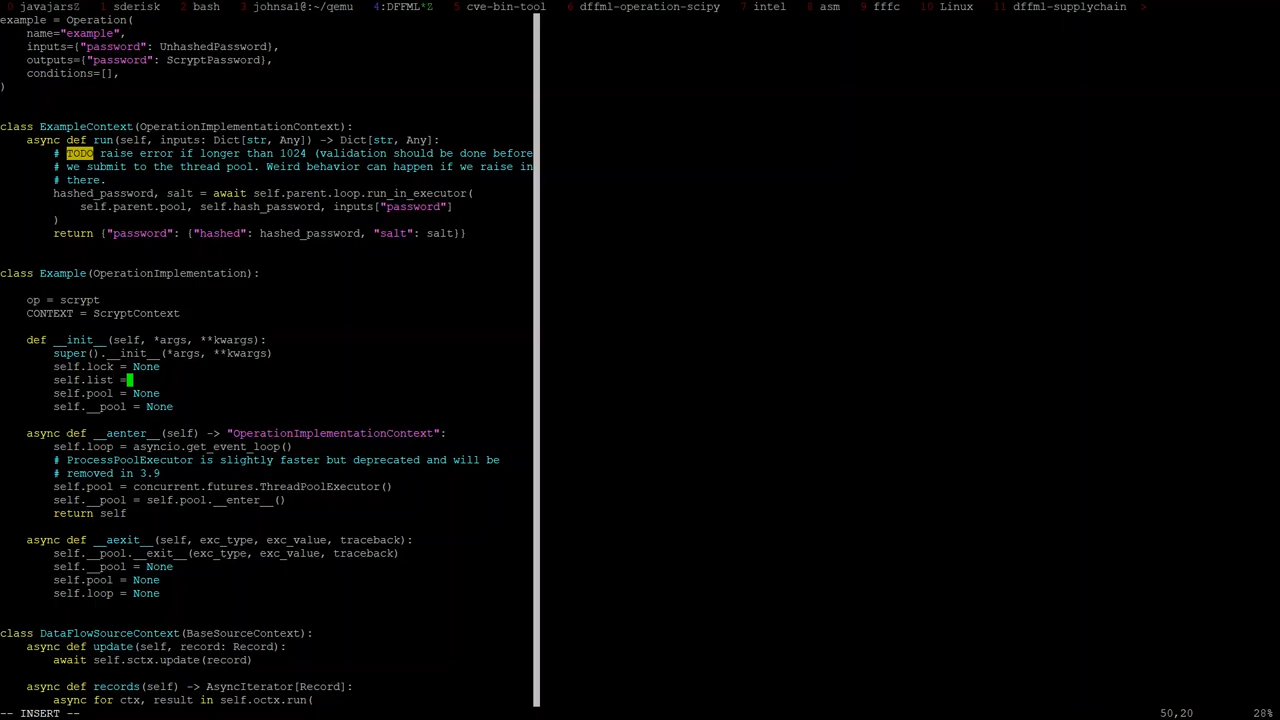 0 javajarsZ  1 sderisk  2 bash  3 johnsal@:~/qemu  4:DFFML*Z  5 cve-bin-tool  6 dffml-operation-scipy  7 intel  8 asm  9 fffc  10 Linux  11 dffml-supplychain  >
example = Operation(
    name="example",
    inputs={"password": UnhashedPassword},
    outputs={"password": ScryptPassword},
    conditions=[],
)
class ExampleContext(OperationImplementationContext):
    async def run(self, inputs: Dict[str, Any]) -> Dict[str, Any]:
        # TODO raise error if longer than 1024 (validation should be done before
        # we submit to the thread pool. Weird behavior can happen if we raise in
        # there.
        hashed_password, salt = await self.parent.loop.run_in_executor(
            self.parent.pool, self.hash_password, inputs["password"]
        )
        return {"password": {"hashed": hashed_password, "salt": salt}}
class Example(OperationImplementation):
    op = scrypt
    CONTEXT = ScryptContext
    def __init__(self, *args, **kwargs):
        super().__init__(*args, **kwargs)
        self.lock = None
        self.list =
        self.pool = None
        self.__pool = None
    async def __aenter__(self) -> "OperationImplementationContext":
        self.loop = asyncio.get_event_loop()
        # ProcessPoolExecutor is slightly faster but deprecated and will be
        # removed in 3.9
        self.pool = concurrent.futures.ThreadPoolExecutor()
        self.__pool = self.pool.__enter__()
        return self
    async def __aexit__(self, exc_type, exc_value, traceback):
        self.__pool.__exit__(exc_type, exc_value, traceback)
        self.__pool = None
        self.pool = None
        self.loop = None
class DataFlowSourceContext(BaseSourceContext):
    async def update(self, record: Record):
        await self.sctx.update(record)
    async def records(self) -> AsyncIterator[Record]:
        async for ctx, result in self.octx.run(
-- INSERT --  50,20  28%